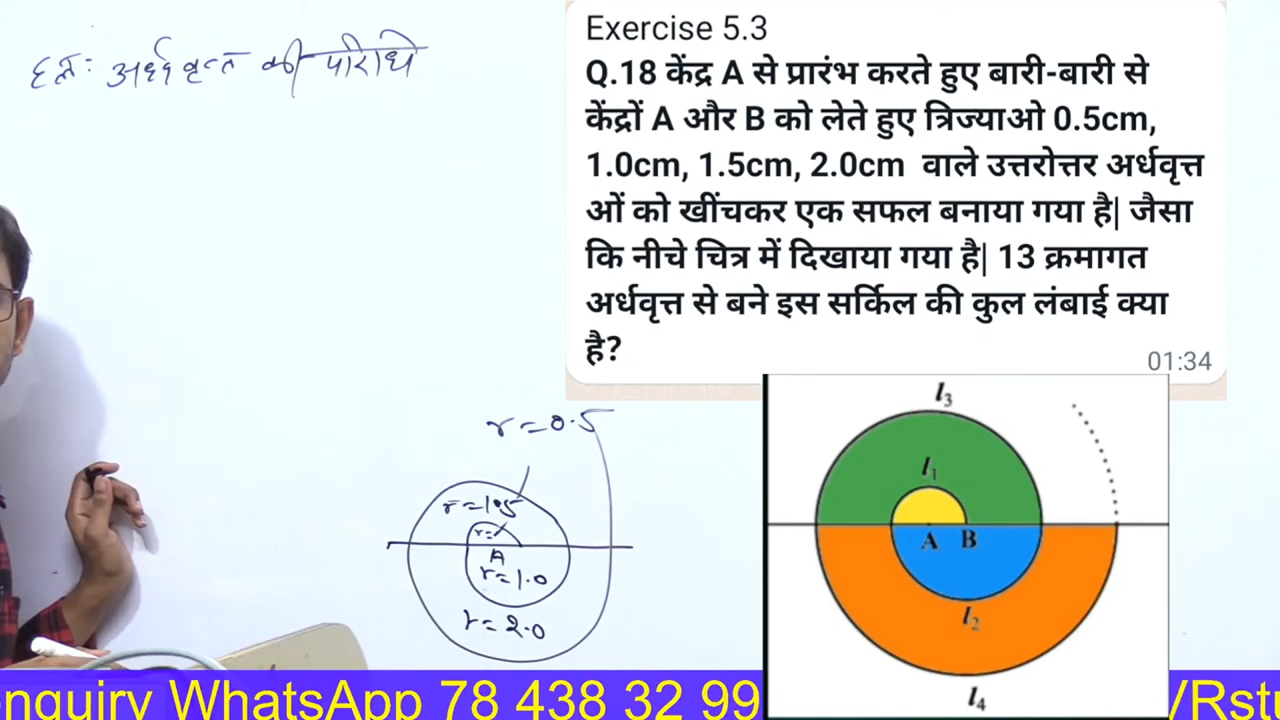 हल: अर्धवृत्त की परिधि
Exercise 5.3
Q.18 केंद्र A से प्रारंभ करते हुए बारी-बारी से
केंद्रों A और B को लेते हुए त्रिज्याओ 0.5cm,
1.0cm, 1.5cm, 2.0cm वाले उत्तरोत्तर अर्धवृत्त
ओं को खींचकर एक सफल बनाया गया है| जैसा
कि नीचे चित्र में दिखाया गया है| 13 क्रमागत
अर्धवृत्त से बने इस सर्किल की कुल लंबाई क्या
है?
01:34
r=0.5
r=1.5
r=
A
r=1.0
r=2.0
l3
l1
A B
l2
l4
nquiry WhatsApp 78 438 32 99
/Rstu